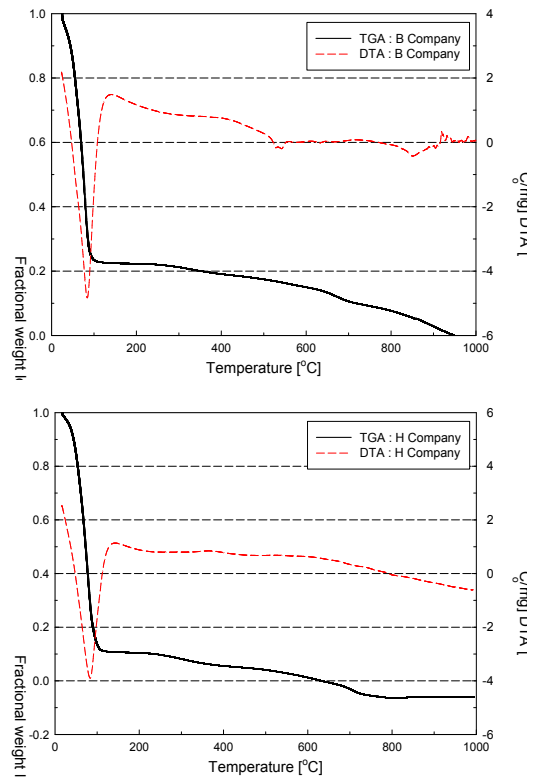 TGA : B Company
DTA : B Company
1.0
0.8
0.6
0.4
0.2
0.0
4
2
0
-2
-4
-6
0 200 400 600 800 1000
Temperature [°C]
Fractional weight
DTA [
TGA : H Company
DTA : H Company
1.0
0.8
0.6
0.4
0.2
0.0
-0.2
6
4
2
0
-2
-4
-6
0 200 400 600 800 1000
Temperature [°C]
Fractional weight
DTA [